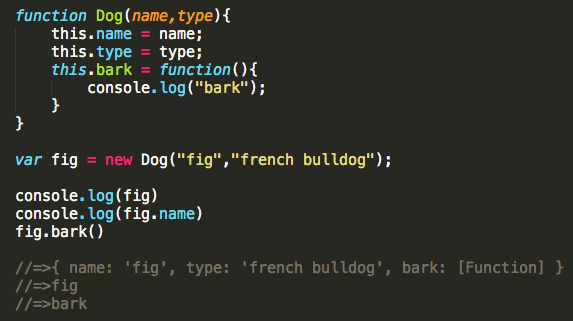 function Dog(name,type){
    this.name = name;
    this.type = type;
    this.bark = function(){
        console.log("bark");
    }
}
var fig = new Dog("fig","french bulldog");
console.log(fig)
console.log(fig.name)
fig.bark()
//=>{ name: 'fig', type: 'french bulldog', bark: [Function] }
//=>fig
//=>bark